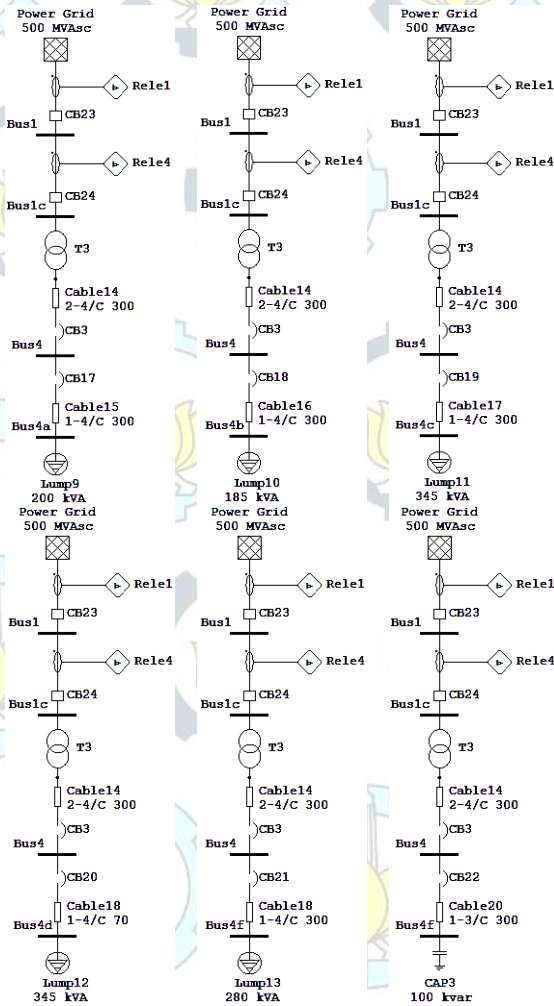 Power Grid
500 MVAsc
Rele1
CB23
Bus1
Rele4
CB24
Bus1c
T3
Cable14
2-4/C 300
CB3
Bus4
CB17
Cable15
1-4/C 300
Bus4a
Lump9
200 kVA
Power Grid
500 MVAsc
Rele1
CB23
Bus1
Rele4
CB24
Bus1c
T3
Cable14
2-4/C 300
CB3
Bus4
CB18
Cable16
1-4/C 300
Bus4b
Lump10
185 kVA
Power Grid
500 MVAsc
Rele1
CB23
Bus1
Rele4
CB24
Bus1c
T3
Cable14
2-4/C 300
CB3
Bus4
CB19
Cable17
1-4/C 300
Bus4c
Lump11
345 kVA
Power Grid
500 MVAsc
Rele1
CB23
Bus1
Rele4
CB24
Bus1c
T3
Cable14
2-4/C 300
CB3
Bus4
CB20
Cable18
1-4/C 70
Bus4d
Lump12
345 kVA
Power Grid
500 MVAsc
Rele1
CB23
Bus1
Rele4
CB24
Bus1c
T3
Cable14
2-4/C 300
CB3
Bus4
CB21
Cable18
1-4/C 300
Bus4f
Lump13
280 kVA
Power Grid
500 MVAsc
Rele1
CB23
Bus1
Rele4
CB24
Bus1c
T3
Cable14
2-4/C 300
CB3
Bus4
CB22
Cable20
1-3/C 300
Bus4f
CAP3
100 kvar